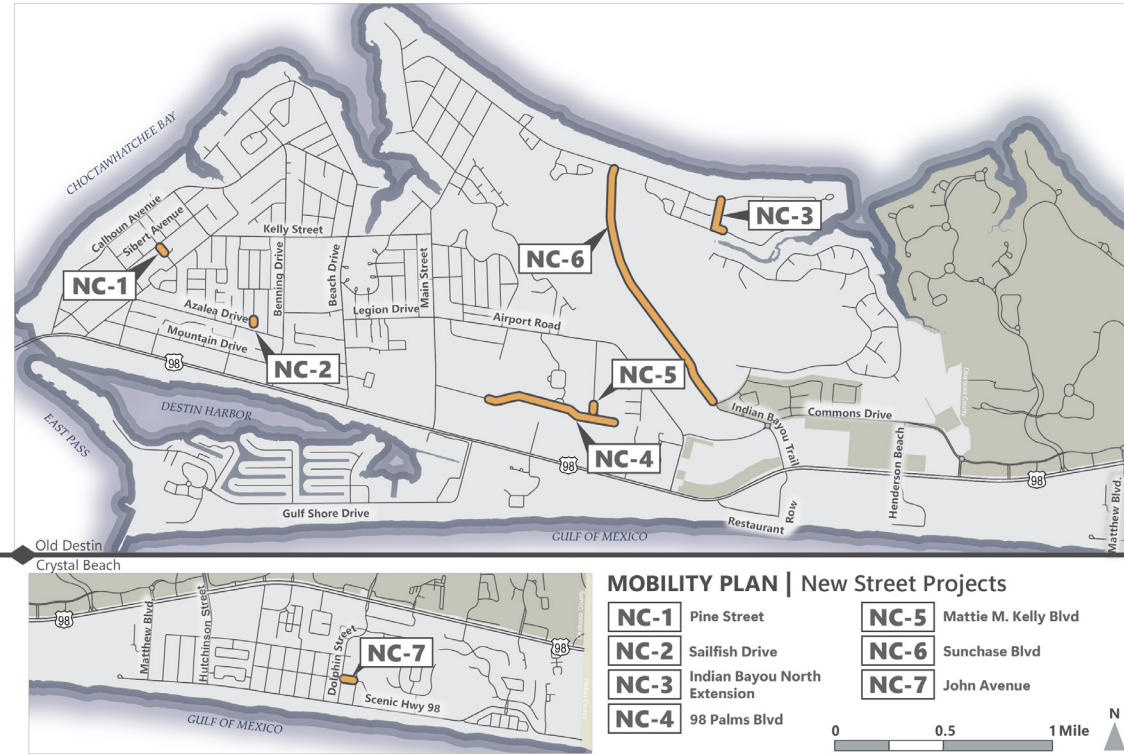 CHOCTAWHATCHEE BAY
Calhoun Avenue
Sibert Avenue
Kelly Street
NC-1
NC-3
NC-6
Benning Drive
Beach Drive
Main Street
Azalea Drive
Legion Drive
Airport Road
Mountain Drive
98
NC-2
NC-5
DESTIN HARBOR
EAST PASS
Indian Bayou Trail
Commons Drive
NC-4
98
Henderson Beach
98
Matthew Blvd.
Gulf Shore Drive
Restaurant Row
GULF OF MEXICO
Old Destin
Crystal Beach
98
Matthew Blvd
Hutchinson Street
Dolphin Street
NC-7
98
Scenic Hwy 98
GULF OF MEXICO
MOBILITY PLAN | New Street Projects
NC-1 Pine Street
NC-2 Sailfish Drive
NC-3 Indian Bayou North
Extension
NC-4 98 Palms Blvd
NC-5 Mattie M. Kelly Blvd
NC-6 Sunchase Blvd
NC-7 John Avenue
N
0 0.5 1 Mile